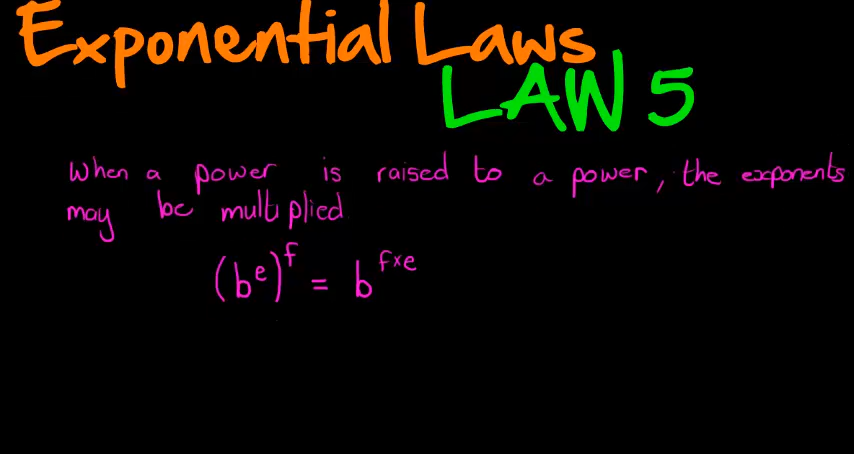 Exponential Laws
LAW 5
When a power is raised to a power, the exponents
may be multiplied
(b^e)^f = b^{f×e}